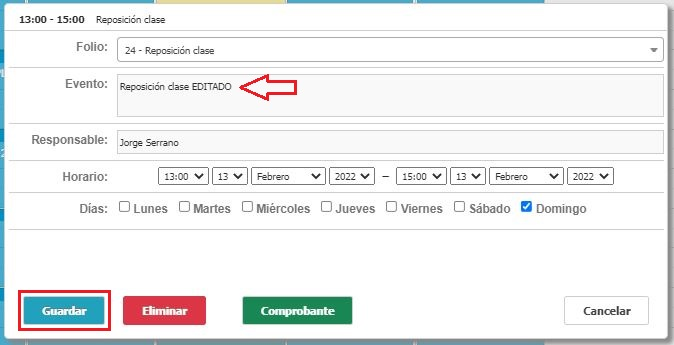 13:00 - 15:00 Reposición clase
Folio: 24 - Reposición clase
Evento: Reposición clase EDITADO
Responsable: Jorge Serrano
Horario: 13:00 13 Febrero 2022 – 15:00 13 Febrero 2022
Días: Lunes Martes Miércoles Jueves Viernes Sábado Domingo
Guardar Eliminar Comprobante Cancelar